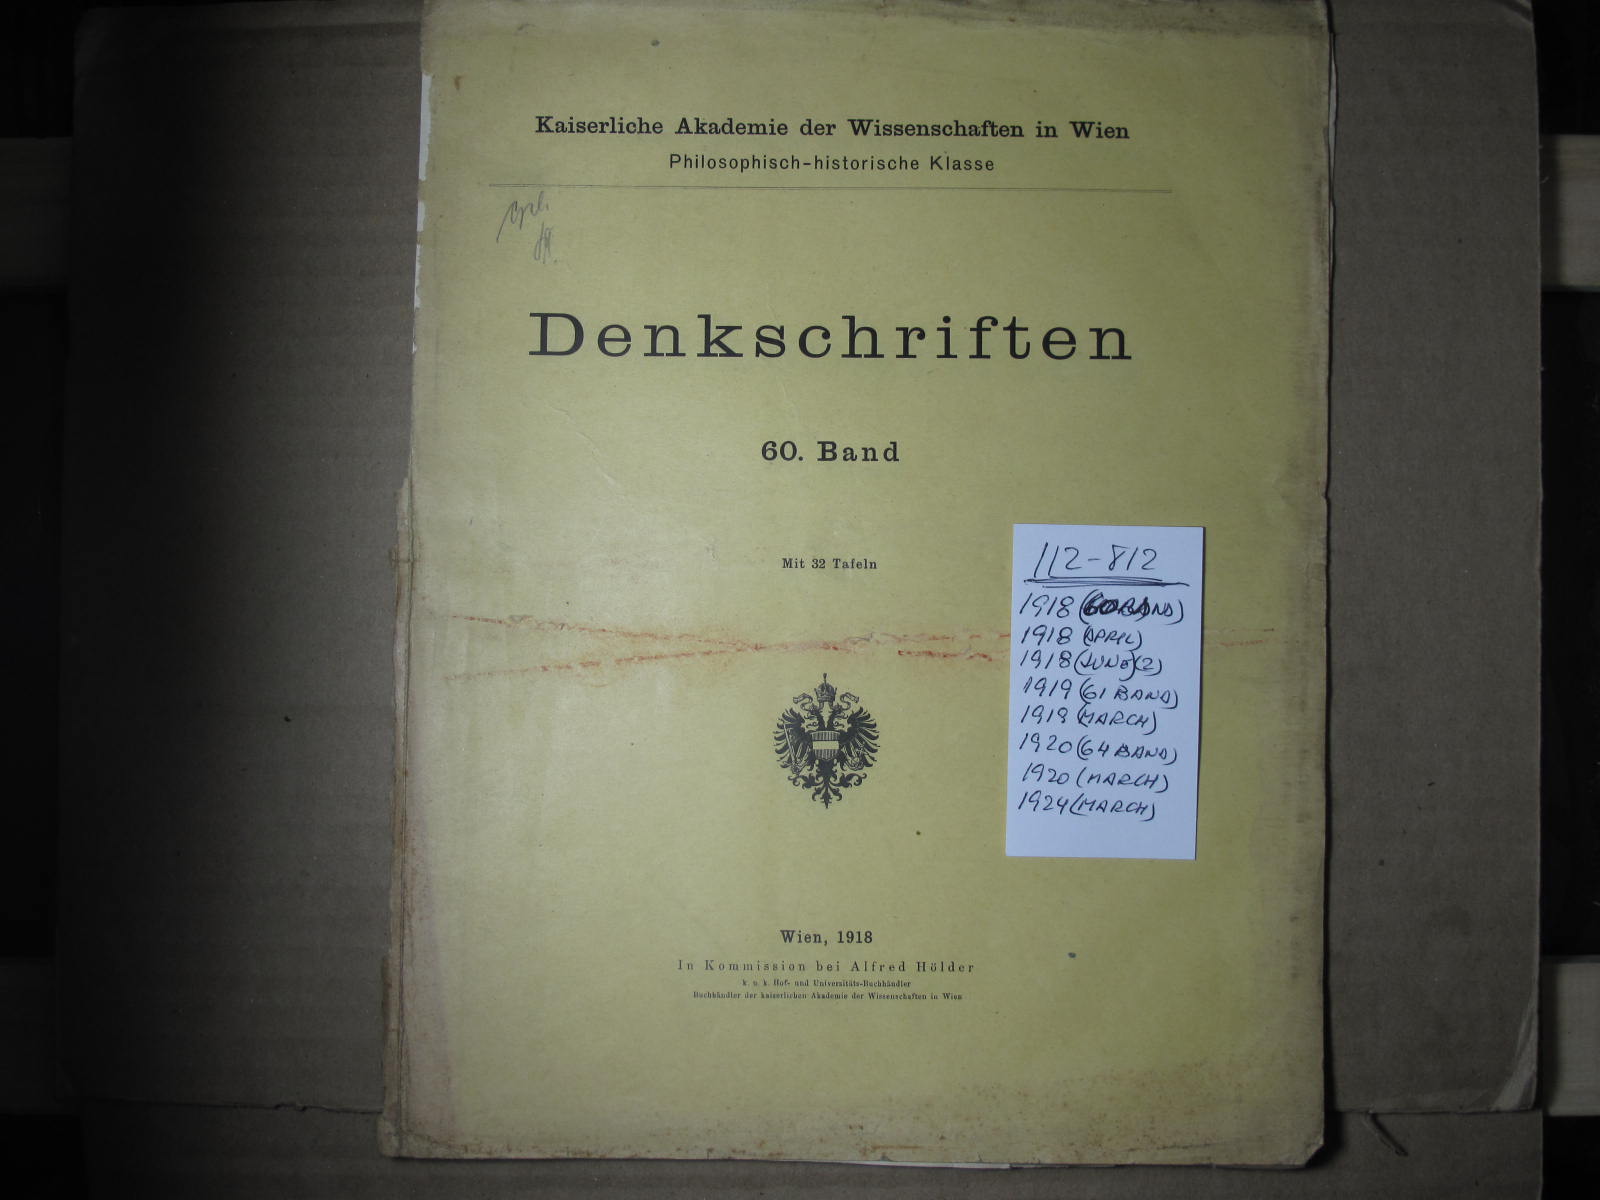 Kaiserliche Akademie der Wissenschaften in Wien
Philosophisch-historische Klasse
Denkschriften
60. Band
Mit 32 Tafeln
112-812
1918 (60 BAND)
1918 (APRIL)
1918 (JUNE) (2)
1919 (61 BAND)
1919 (MARCH)
1920 (64 BAND)
1920 (MARCH)
1924 (MARCH)
Wien, 1918
In Kommission bei Alfred Hölder
k. u. k. Hof- und Universitäts-Buchhändler
Buchhändler der kaiserlichen Akademie der Wissenschaften in Wien